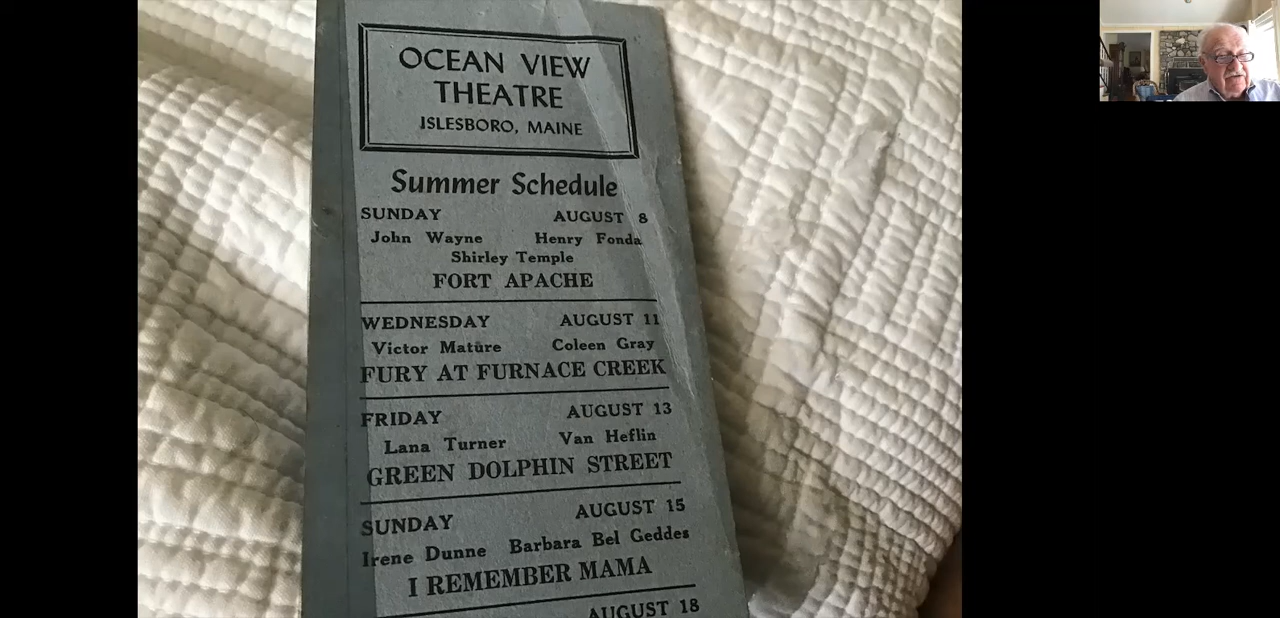 OCEAN VIEW
THEATRE
ISLESBORO, MAINE
Summer Schedule
SUNDAY AUGUST 8
John Wayne Henry Fonda
Shirley Temple
FORT APACHE
WEDNESDAY AUGUST 11
Victor Mature Coleen Gray
FURY AT FURNACE CREEK
FRIDAY AUGUST 13
Lana Turner Van Heflin
GREEN DOLPHIN STREET
SUNDAY AUGUST 15
Irene Dunne Barbara Bel Geddes
I REMEMBER MAMA
AUGUST 18